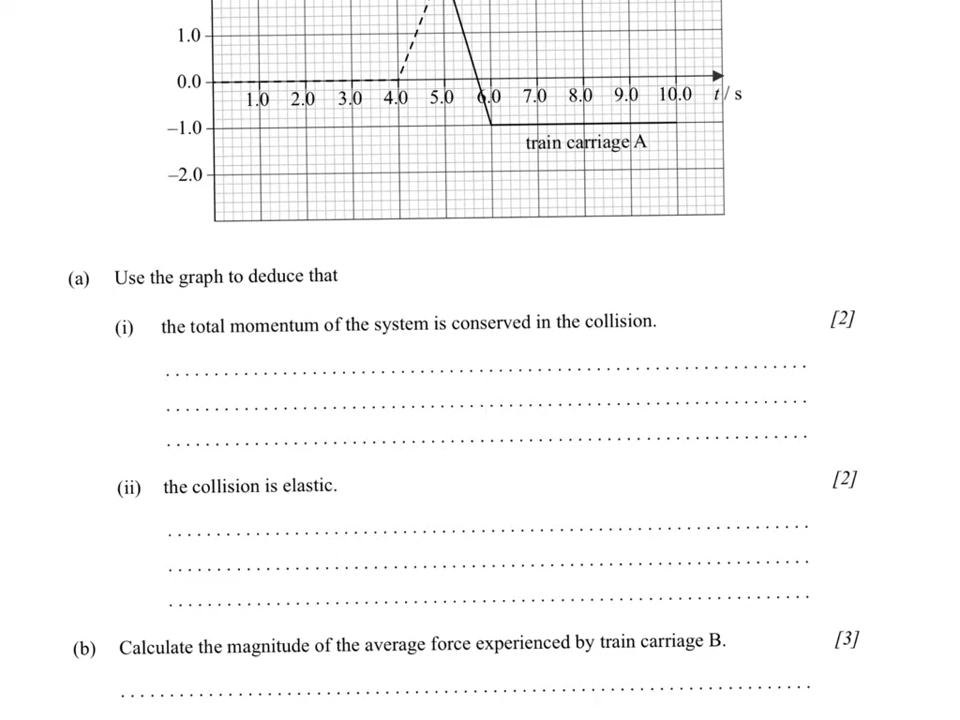 1.0
0.0
1.0 2.0 3.0 4.0 5.0 6.0 7.0 8.0 9.0 10.0 t / s
–1.0
train carriage A
–2.0
(a) Use the graph to deduce that
(i) the total momentum of the system is conserved in the collision. [2]
(ii) the collision is elastic. [2]
(b) Calculate the magnitude of the average force experienced by train carriage B. [3]